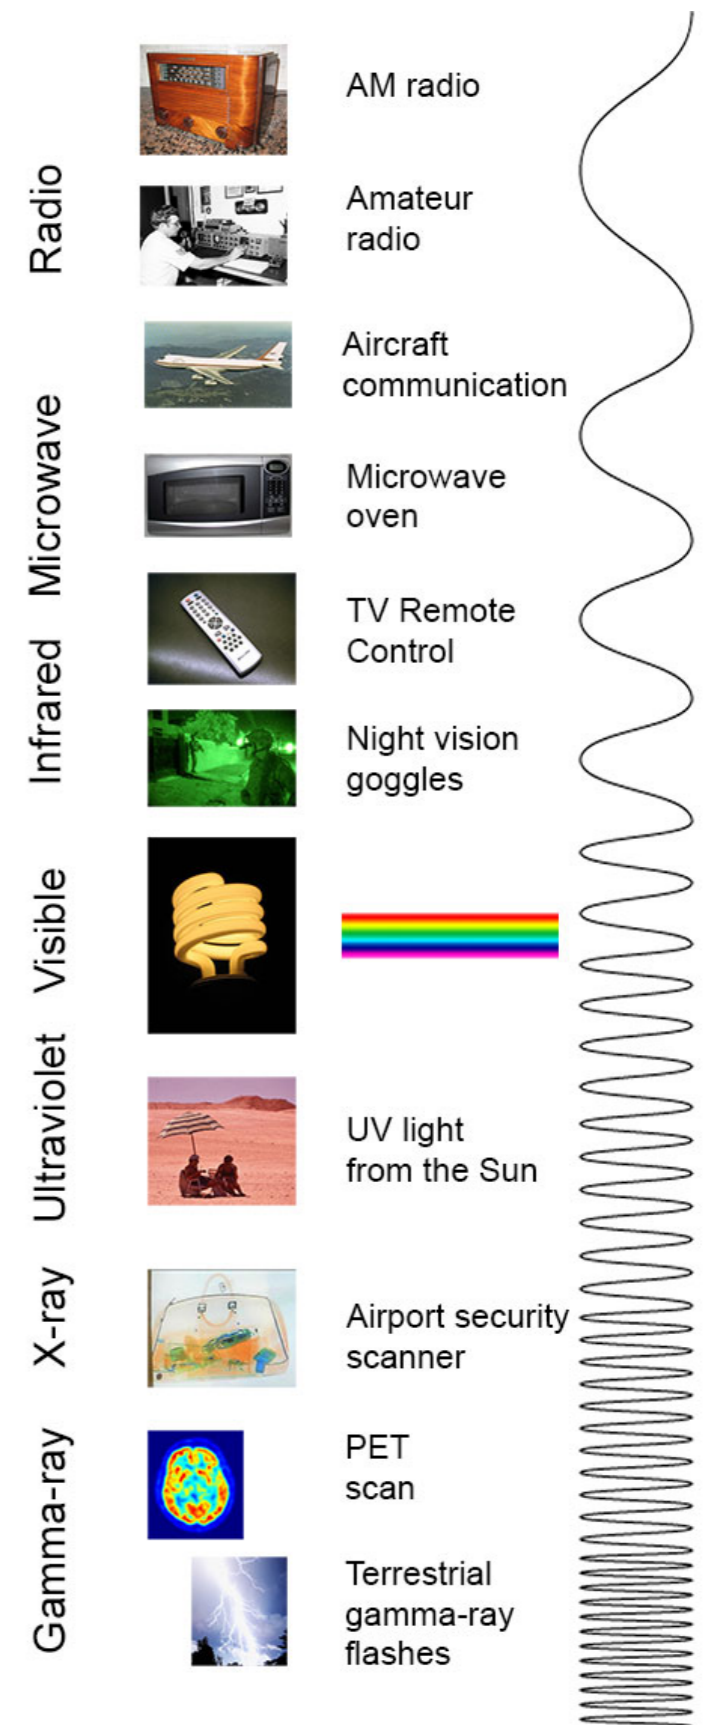 Radio
AM radio
Amateur
radio
Aircraft
communication
Microwave
Microwave
oven
Infrared
TV Remote
Control
Night vision
goggles
Visible
Ultraviolet
UV light
from the Sun
X-ray
Airport security
scanner
Gamma-ray
PET
scan
Terrestrial
gamma-ray
flashes